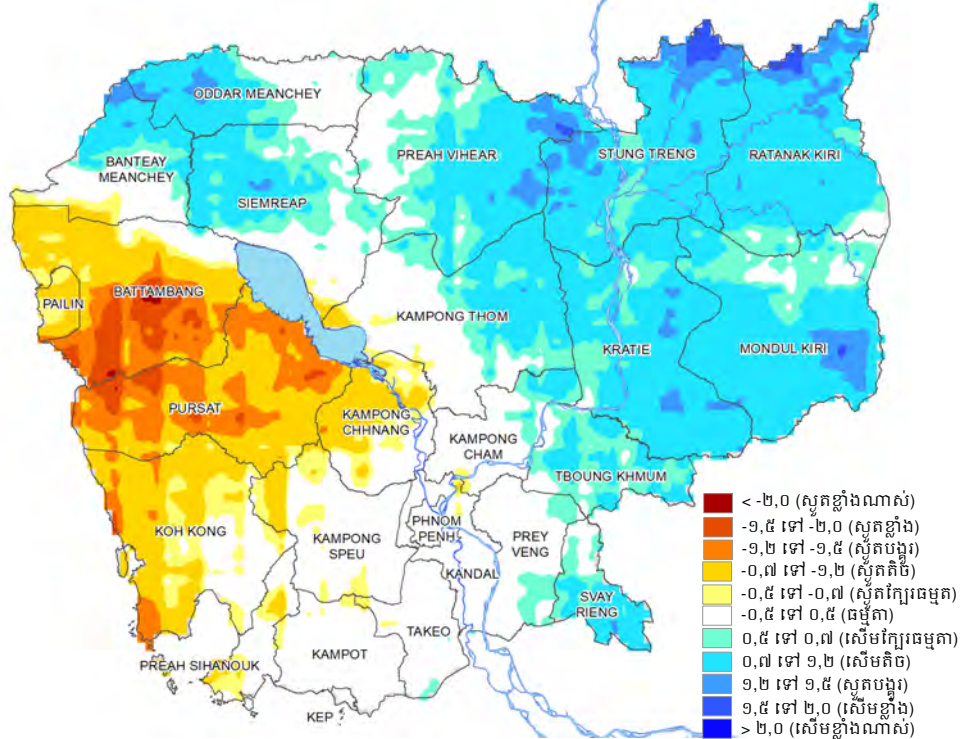 ODDAR MEANCHEY
BANTEAY
MEANCHEY
SIEMREAP
PREAH VIHEAR
STUNG TRENG
RATANAK KIRI
PAILIN
BATTAMBANG
KAMPONG THOM
KRATIE
MONDUL KIRI
PURSAT
KAMPONG
CHHNANG
KAMPONG
CHAM
TBOUNG KHMUM
KOH KONG
KAMPONG
SPEU
PHNOM
PENH
PREY
VENG
KANDAL
SVAY
RIENG
TAKEO
PREAH SIHANOUK
KAMPOT
KEP
< -២,០ (ស្ងួតខ្លាំងណាស់)
-១,៥ ទៅ -២,០ (ស្ងួតខ្លាំង)
-១,២ ទៅ -១,៥ (ស្ងួតបង្គួរ)
-០,៧ ទៅ -១,២ (ស្ងួតតិច)
-០,៥ ទៅ -០,៧ (ស្ងួតក្បែរធម្មត)
-០,៥ ទៅ ០,៥ (ធម្មតា)
០,៥ ទៅ ០,៧ (សើមក្បែរធម្មតា)
០,៧ ទៅ ១,២ (សើមតិច)
១,២ ទៅ ១,៥ (ស្ងួតបង្គួរ)
១,៥ ទៅ ២,០ (សើមខ្លាំង)
> ២,០ (សើមខ្លាំងណាស់)